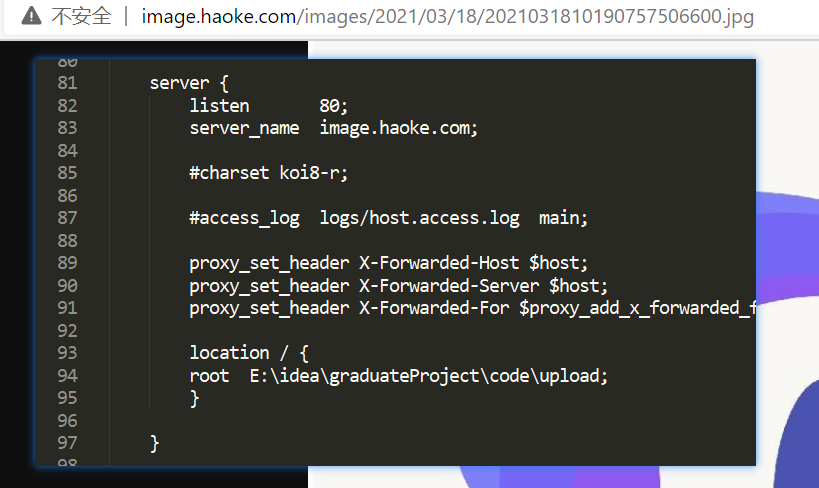 不安全 | image.haoke.com/images/2021/03/18/2021031810190757506600.jpg
80
81 server {
82 listen 80;
83 server_name image.haoke.com;
84
85 #charset koi8-r;
86
87 #access_log logs/host.access.log main;
88
89 proxy_set_header X-Forwarded-Host $host;
90 proxy_set_header X-Forwarded-Server $host;
91 proxy_set_header X-Forwarded-For $proxy_add_x_forwarded_f
92
93 location / {
94 root E:\idea\graduateProject\code\upload;
95 }
96
97 }
98